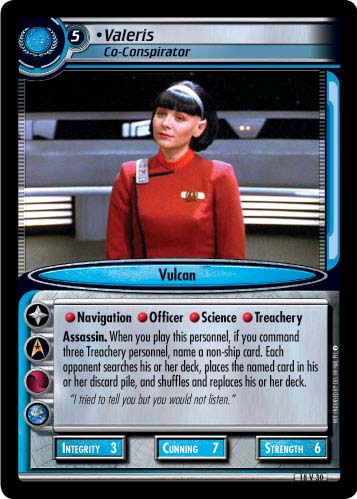 5 •Valeris
Co-Conspirator
Vulcan
Navigation Officer Science Treachery
Assassin. When you play this personnel, if you command
three Treachery personnel, name a non-ship card. Each
opponent searches his or her deck, places the named card in his
or her discard pile, and shuffles and replaces his or her deck.
"I tried to tell you but you would not listen."
INTEGRITY 3 CUNNING 7 STRENGTH 6
18 V 30